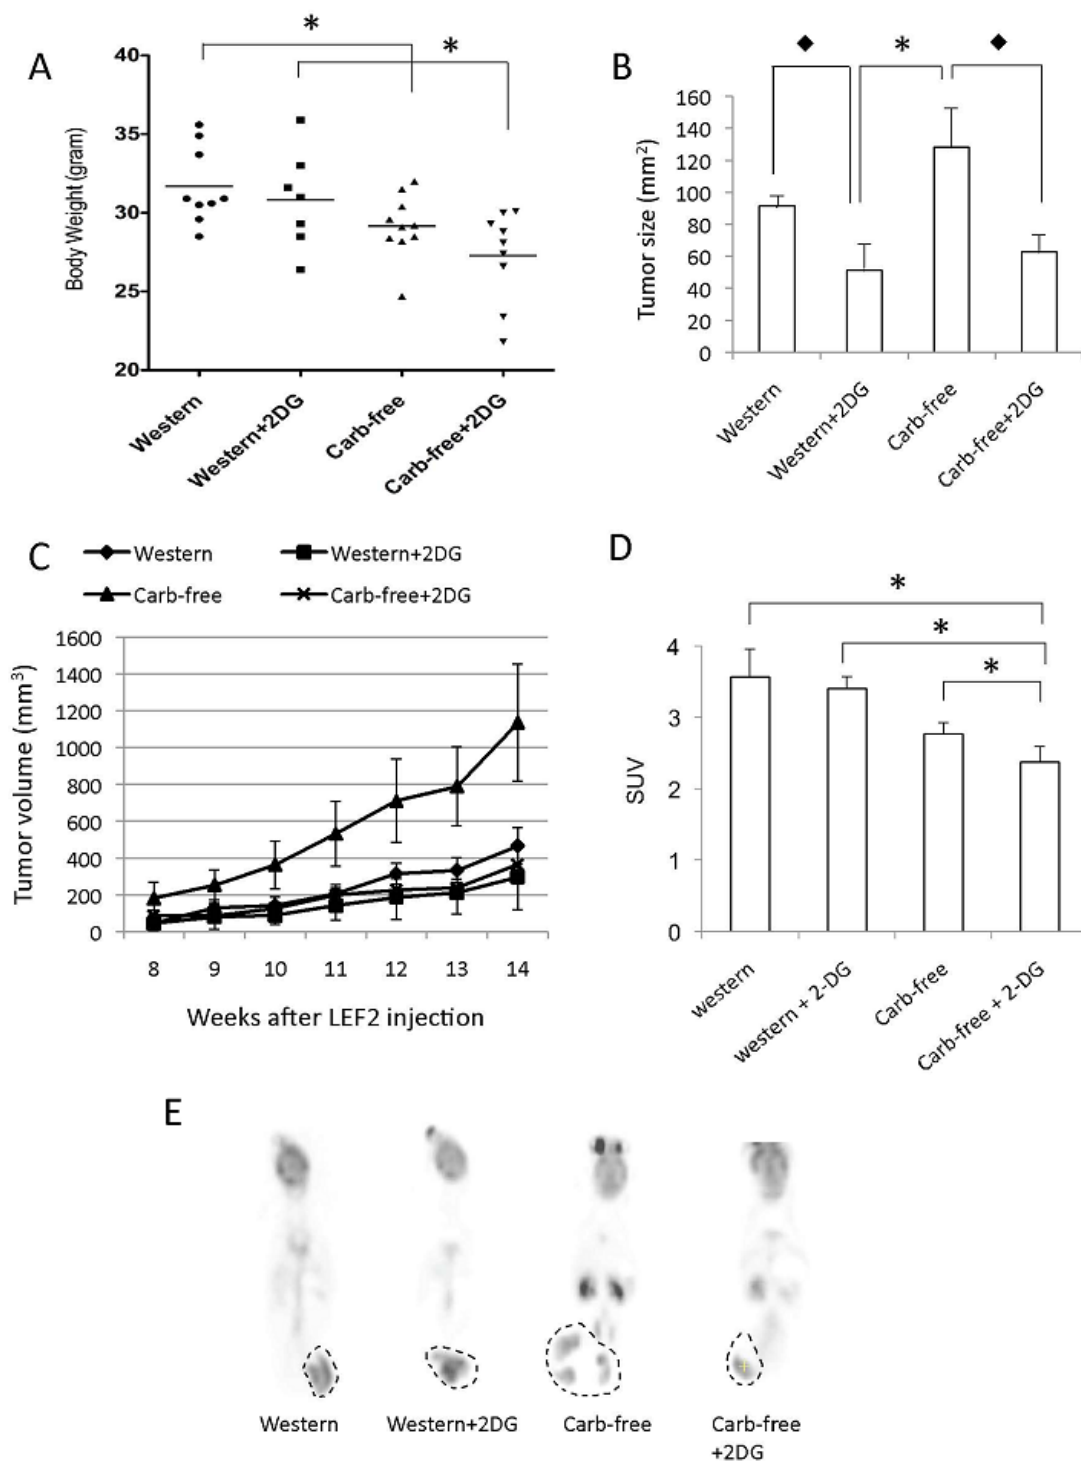 A
*
*
40
35
30
25
20
Body Weight (gram)
Western
Western+2DG
Carb-free
Carb-free+2DG
B
◆ * ◆
160
140
120
100
80
60
40
20
0
Tumor size (mm²)
Western
Western+2DG
Carb-free
Carb-free+2DG
C
Western
Western+2DG
Carb-free
Carb-free+2DG
1600
1400
1200
1000
800
600
400
200
0
Tumor volume (mm³)
8 9 10 11 12 13 14
Weeks after LEF2 injection
D
*
*
*
4
3
2
1
0
SUV
western
western + 2-DG
Carb-free
Carb-free + 2-DG
E
Western
Western+2DG
Carb-free
Carb-free
+2DG